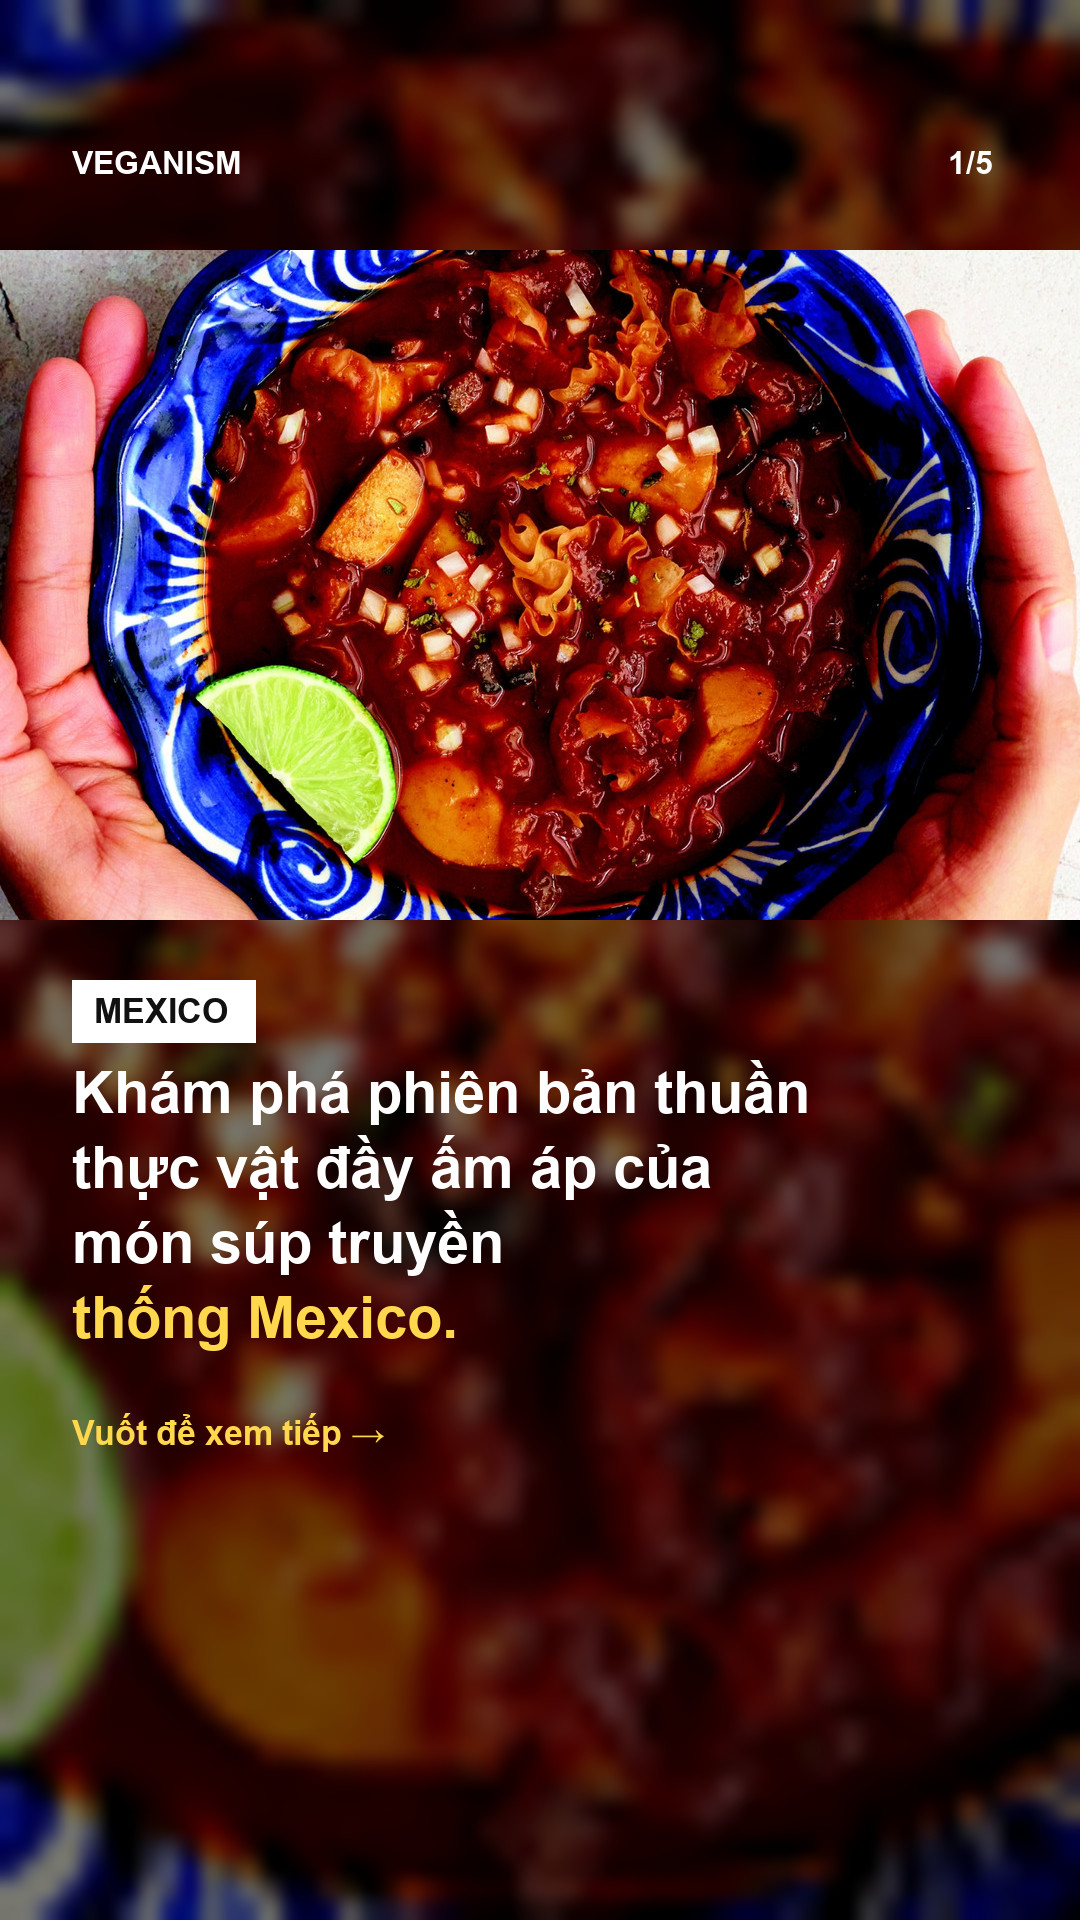 VEGANISM
1/5
MEXICO
Khám phá phiên bản thuần
thực vật đầy ấm áp của
món súp truyền
thống Mexico.
Vuốt để xem tiếp →